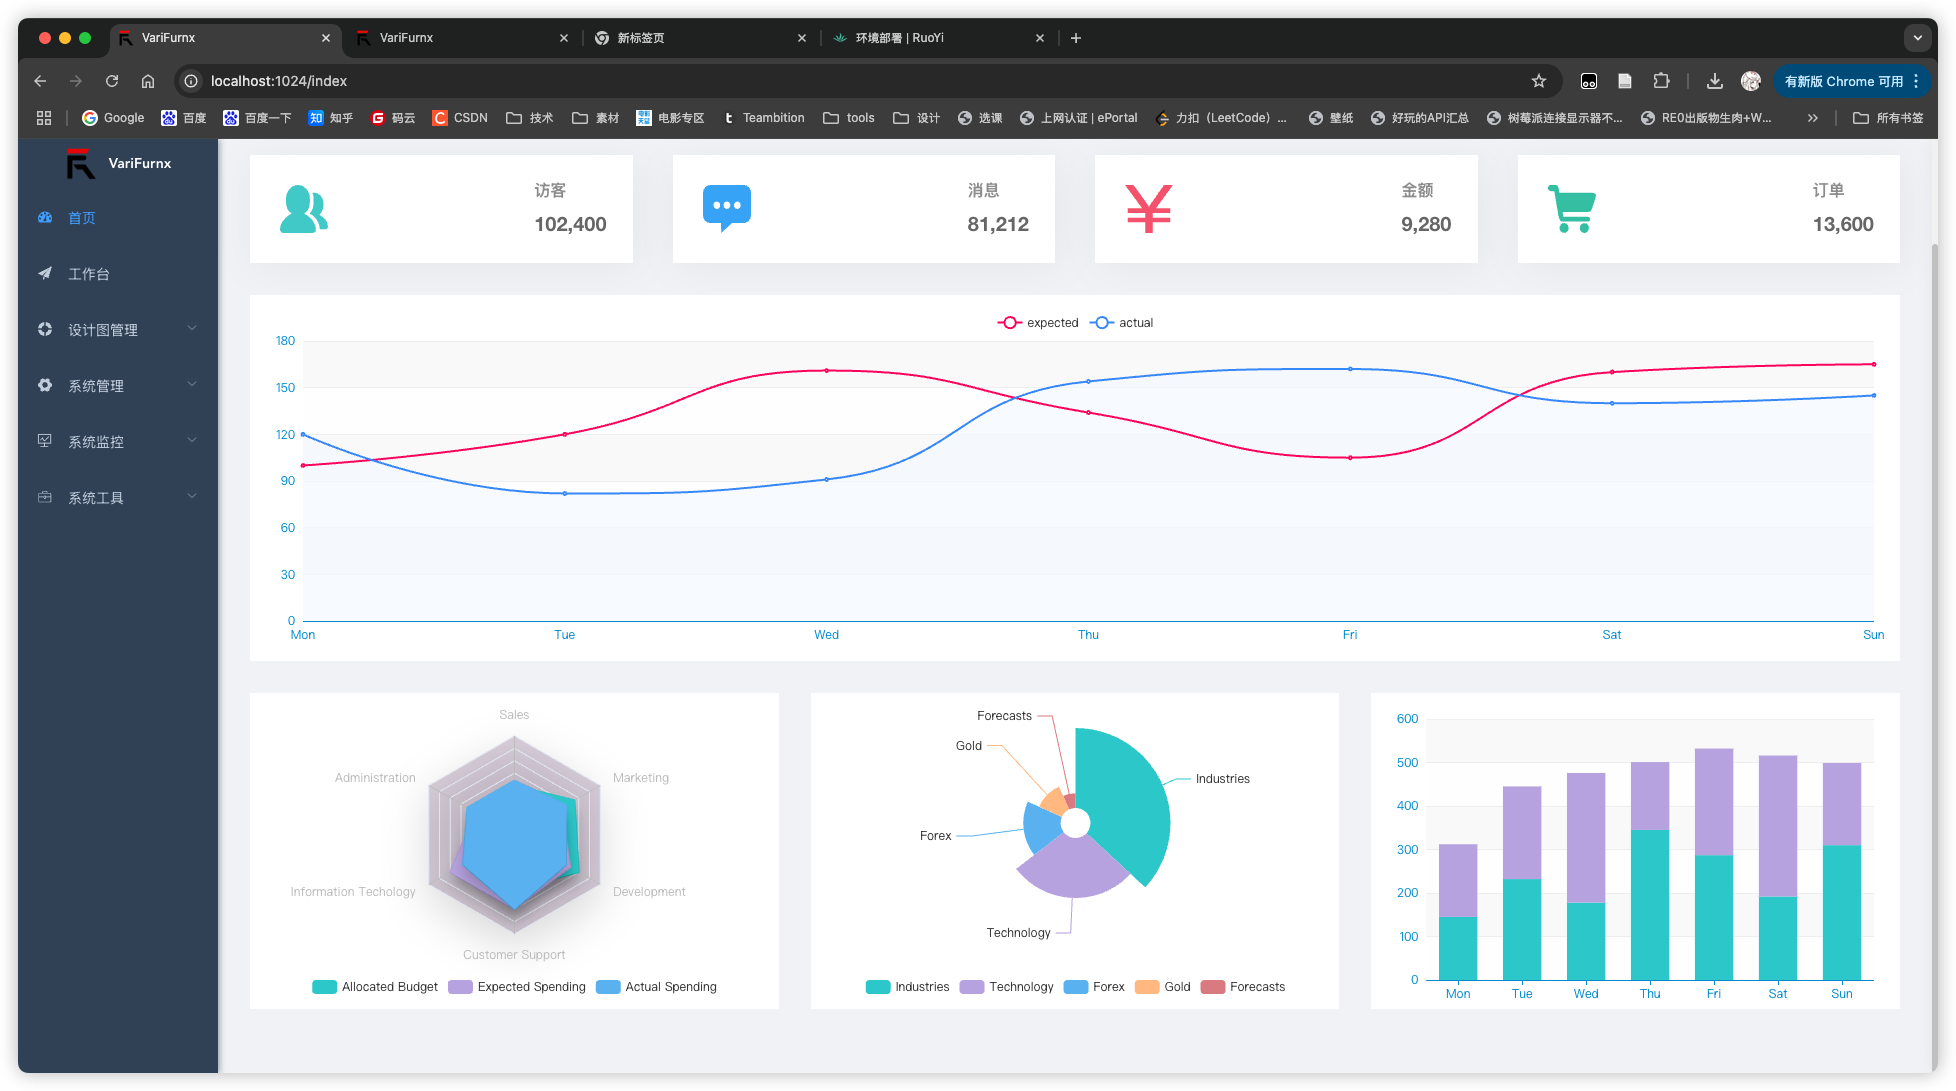 VariFurnx
VariFurnx
新标签页
环境部署 | RuoYi
localhost:1024/index
有新版 Chrome 可用
Google
百度
百度一下
知乎
码云
CSDN
技术
素材
电影专区
Teambition
tools
设计
选课
上网认证 | ePortal
力扣（LeetCode）...
壁纸
好玩的API汇总
树莓派连接显示器不...
RE0出版物生肉+W...
所有书签
VariFurnx
首页
工作台
设计图管理
系统管理
系统监控
系统工具
访客
102,400
消息
81,212
金额
9,280
订单
13,600
expected actual
180
150
120
90
60
30
0
Mon Tue Wed Thu Fri Sat Sun
Sales
Administration
Marketing
Information Techology
Development
Customer Support
Allocated Budget Expected Spending Actual Spending
Forecasts
Gold
Industries
Forex
Technology
Industries Technology Forex Gold Forecasts
600
500
400
300
200
100
0
Mon Tue Wed Thu Fri Sat Sun